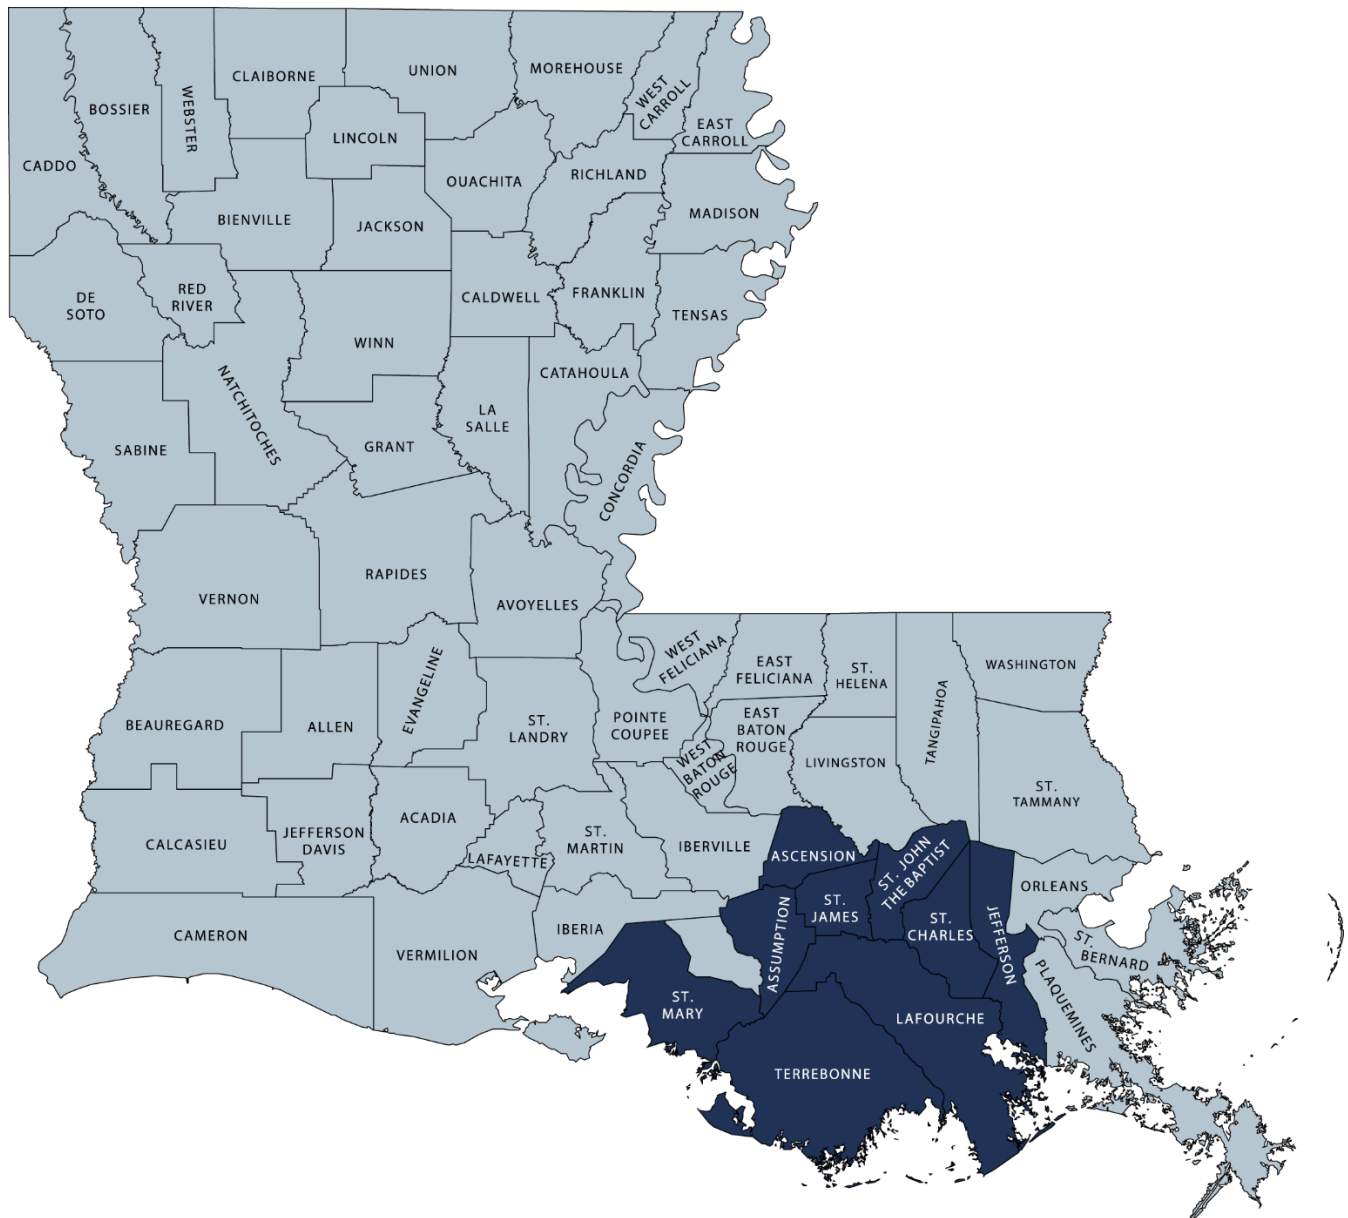 CLAIBORNE
UNION
MOREHOUSE
WEST
CARROLL
BOSSIER
WEBSTER
LINCOLN
EAST
CARROLL
CADDO
OUACHITA
RICHLAND
BIENVILLE
JACKSON
MADISON
DE
SOTO
RED
RIVER
CALDWELL
FRANKLIN
TENSAS
WINN
NATCHITOCHES
CATAHOULA
LA
SALLE
SABINE
GRANT
CONCORDIA
VERNON
RAPIDES
AVOYELLES
WEST
FELICIANA
EAST
FELICIANA
ST.
HELENA
WASHINGTON
BEAUREGARD
ALLEN
EVANGELINE
ST.
LANDRY
POINTE
COUPEE
EAST
BATON
ROUGE
WEST
BATON
ROUGE
LIVINGSTON
TANGIPAHOA
ST.
TAMMANY
CALCASIEU
JEFFERSON
DAVIS
ACADIA
LAFAYETTE
ST.
MARTIN
IBERVILLE
ASCENSION
ST. JOHN
THE BAPTIST
ORLEANS
CAMERON
VERMILION
IBERIA
ASSUMPTION
ST.
JAMES
ST.
CHARLES
JEFFERSON
ST.
BERNARD
PLAQUEMINES
ST.
MARY
LAFOURCHE
TERREBONNE